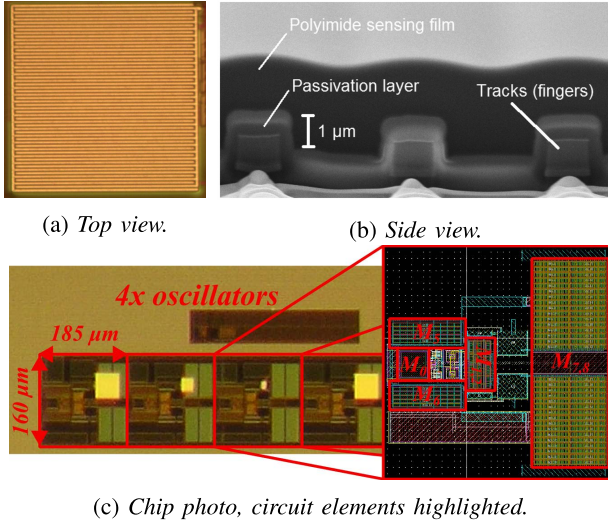 Polyimide sensing film
Passivation layer
Tracks (fingers)
1 µm
(a) Top view.
(b) Side view.
4x oscillators
185 µm
160 µm
M7,8
(c) Chip photo, circuit elements highlighted.